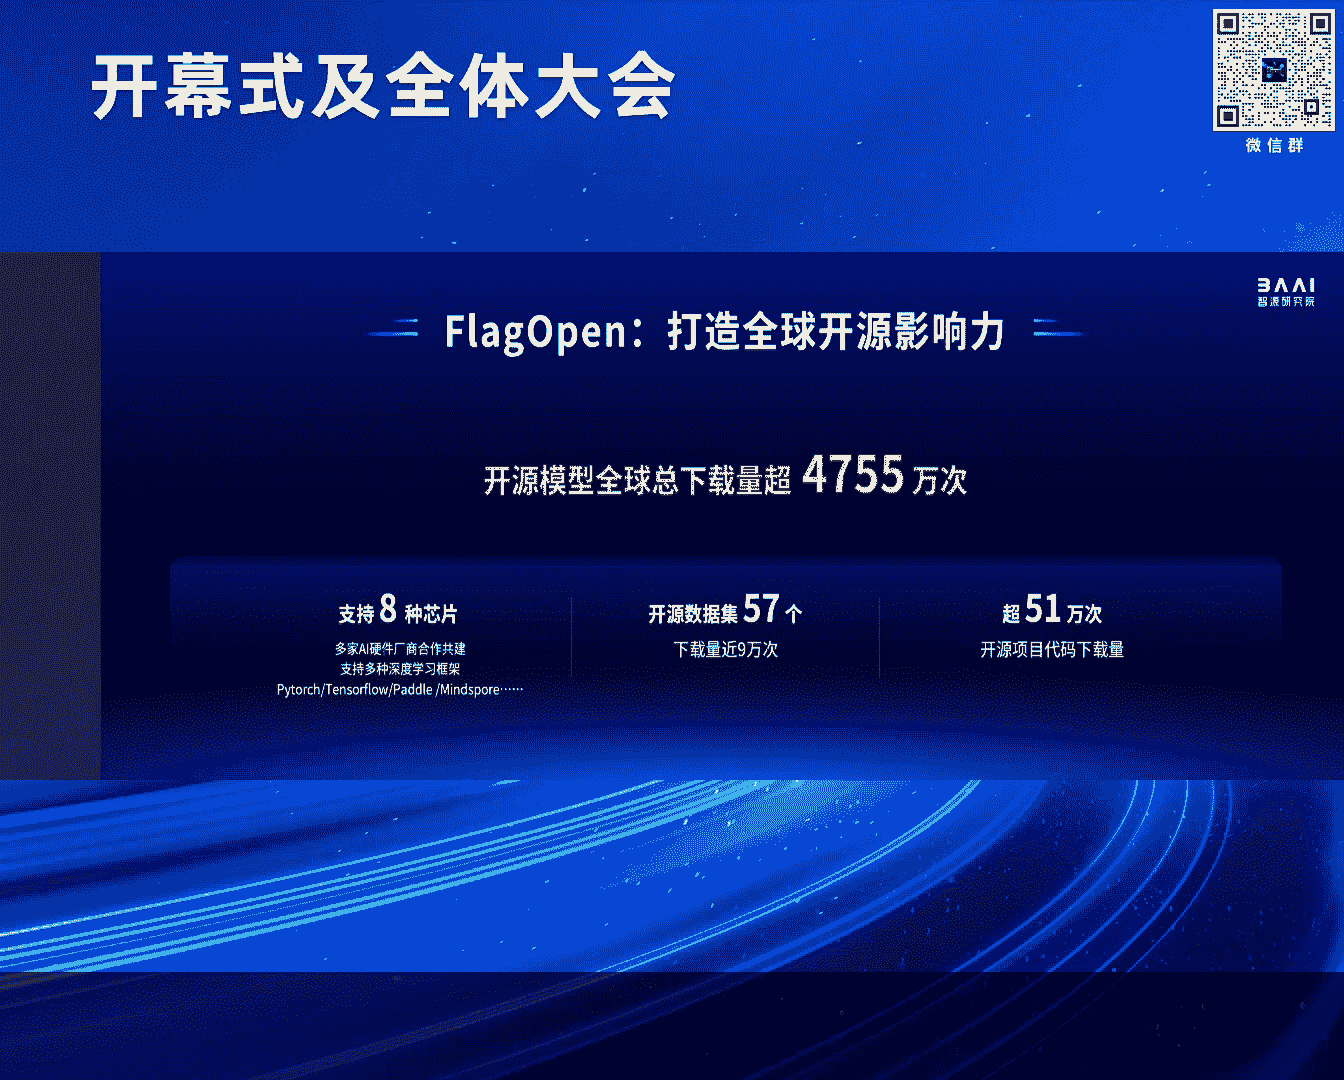 开幕式及全体大会
微信群
BAAI
智源研究院
FlagOpen：打造全球开源影响力
开源模型全球总下载量超 4755 万次
支持 8 种芯片
多家AI硬件厂商合作共建
支持多种深度学习框架
Pytorch/Tensorflow/Paddle /Mindspore……
开源数据集 57 个
下载量近9万次
超 51 万次
开源项目代码下载量